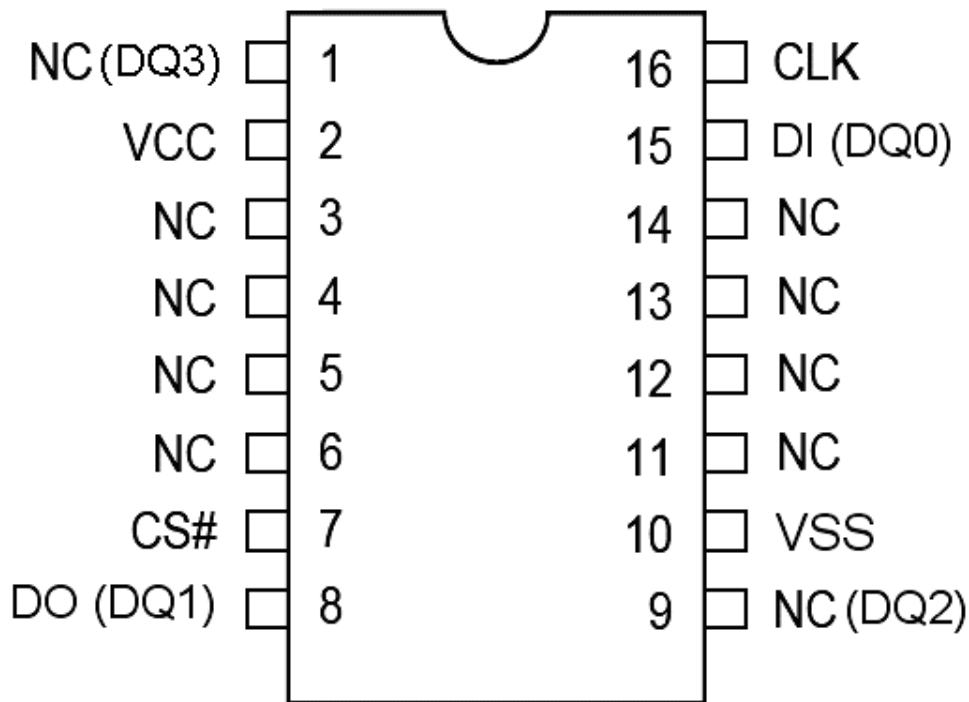 NC (DQ3) 1 16 CLK
VCC 2 15 DI (DQ0)
NC 3 14 NC
NC 4 13 NC
NC 5 12 NC
NC 6 11 NC
CS# 7 10 VSS
DO (DQ1) 8 9 NC (DQ2)